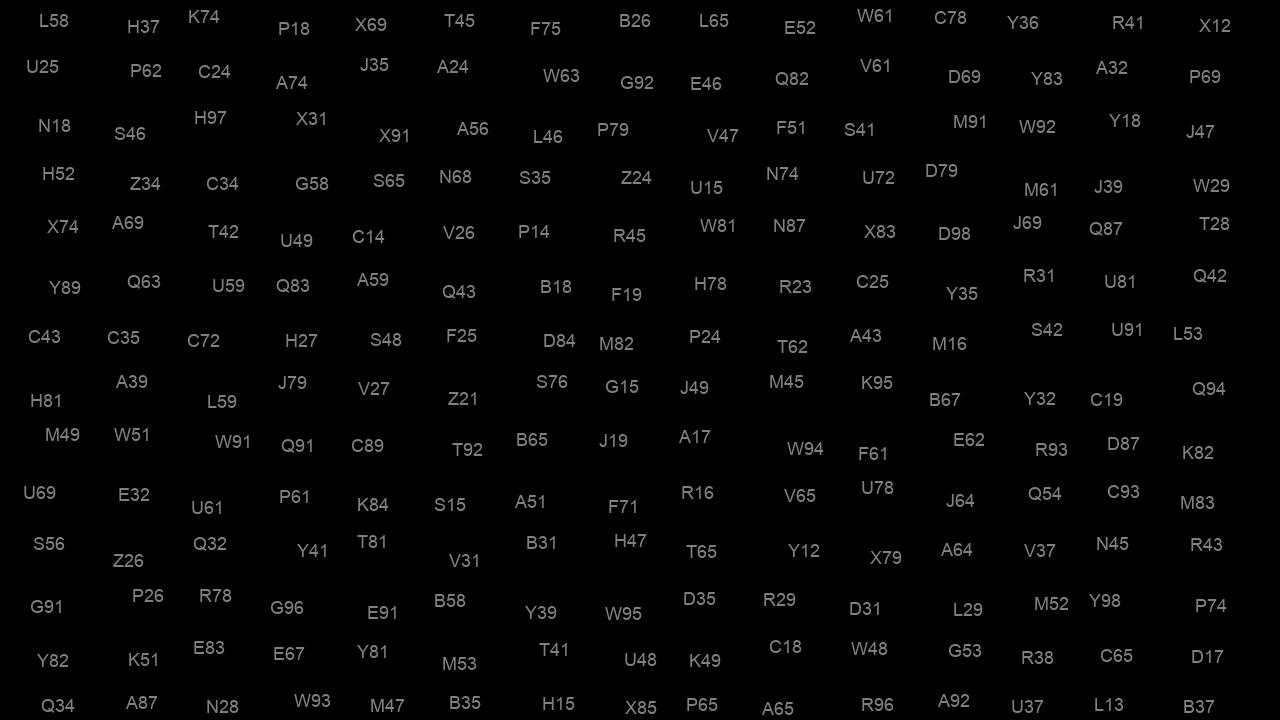 L58 H37 K74 P18 X69 T45 F75 B26 L65 E52 W61 C78 Y36 R41 X12
U25 P62 C24 A74 J35 A24 W63 G92 E46 Q82 V61 D69 Y83 A32 P69
N18 S46 H97 X31 X91 A56 L46 P79 V47 F51 S41 M91 W92 Y18 J47
H52 Z34 C34 G58 S65 N68 S35 Z24 U15 N74 U72 D79 M61 J39 W29
X74 A69 T42 U49 C14 V26 P14 R45 W81 N87 X83 D98 J69 Q87 T28
Y89 Q63 U59 Q83 A59 Q43 B18 F19 H78 R23 C25 Y35 R31 U81 Q42
C43 C35 C72 H27 S48 F25 D84 M82 P24 T62 A43 M16 S42 U91 L53
H81 A39 L59 J79 V27 Z21 S76 G15 J49 M45 K95 B67 Y32 C19 Q94
M49 W51 W91 Q91 C89 T92 B65 J19 A17 W94 F61 E62 R93 D87 K82
U69 E32 U61 P61 K84 S15 A51 F71 R16 V65 U78 J64 Q54 C93 M83
S56 Z26 Q32 Y41 T81 V31 B31 H47 T65 Y12 X79 A64 V37 N45 R43
G91 P26 R78 G96 E91 B58 Y39 W95 D35 R29 D31 L29 M52 Y98 P74
Y82 K51 E83 E67 Y81 M53 T41 U48 K49 C18 W48 G53 R38 C65 D17
Q34 A87 N28 W93 M47 B35 H15 X85 P65 A65 R96 A92 U37 L13 B37